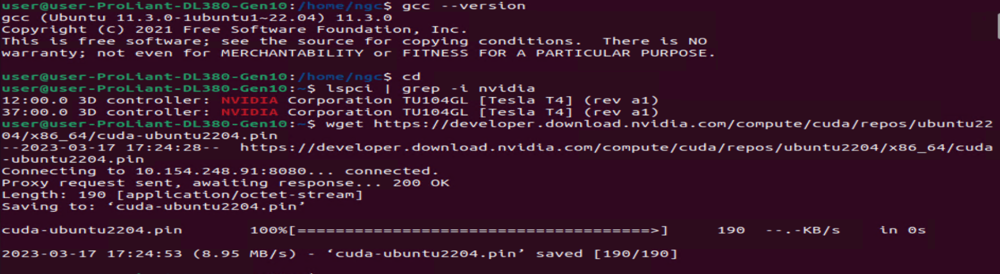 user@user-ProLiant-DL380-Gen10:/home/ngc$ gcc --version
gcc (Ubuntu 11.3.0-1ubuntu1~22.04) 11.3.0
Copyright (C) 2021 Free Software Foundation, Inc.
This is free software; see the source for copying conditions.  There is NO
warranty; not even for MERCHANTABILITY or FITNESS FOR A PARTICULAR PURPOSE.
user@user-ProLiant-DL380-Gen10:/home/ngc$ cd
user@user-ProLiant-DL380-Gen10:~$ lspci | grep -i nvidia
12:00.0 3D controller: NVIDIA Corporation TU104GL [Tesla T4] (rev a1)
37:00.0 3D controller: NVIDIA Corporation TU104GL [Tesla T4] (rev a1)
user@user-ProLiant-DL380-Gen10:~$ wget https://developer.download.nvidia.com/compute/cuda/repos/ubuntu22
04/x86_64/cuda-ubuntu2204.pin
--2023-03-17 17:24:28--  https://developer.download.nvidia.com/compute/cuda/repos/ubuntu2204/x86_64/cuda
-ubuntu2204.pin
Connecting to 10.154.248.91:8080... connected.
Proxy request sent, awaiting response... 200 OK
Length: 190 [application/octet-stream]
Saving to: ‘cuda-ubuntu2204.pin’
cuda-ubuntu2204.pin       100%[=====================================>]     190  --.-KB/s    in 0s
2023-03-17 17:24:53 (8.95 MB/s) - ‘cuda-ubuntu2204.pin’ saved [190/190]